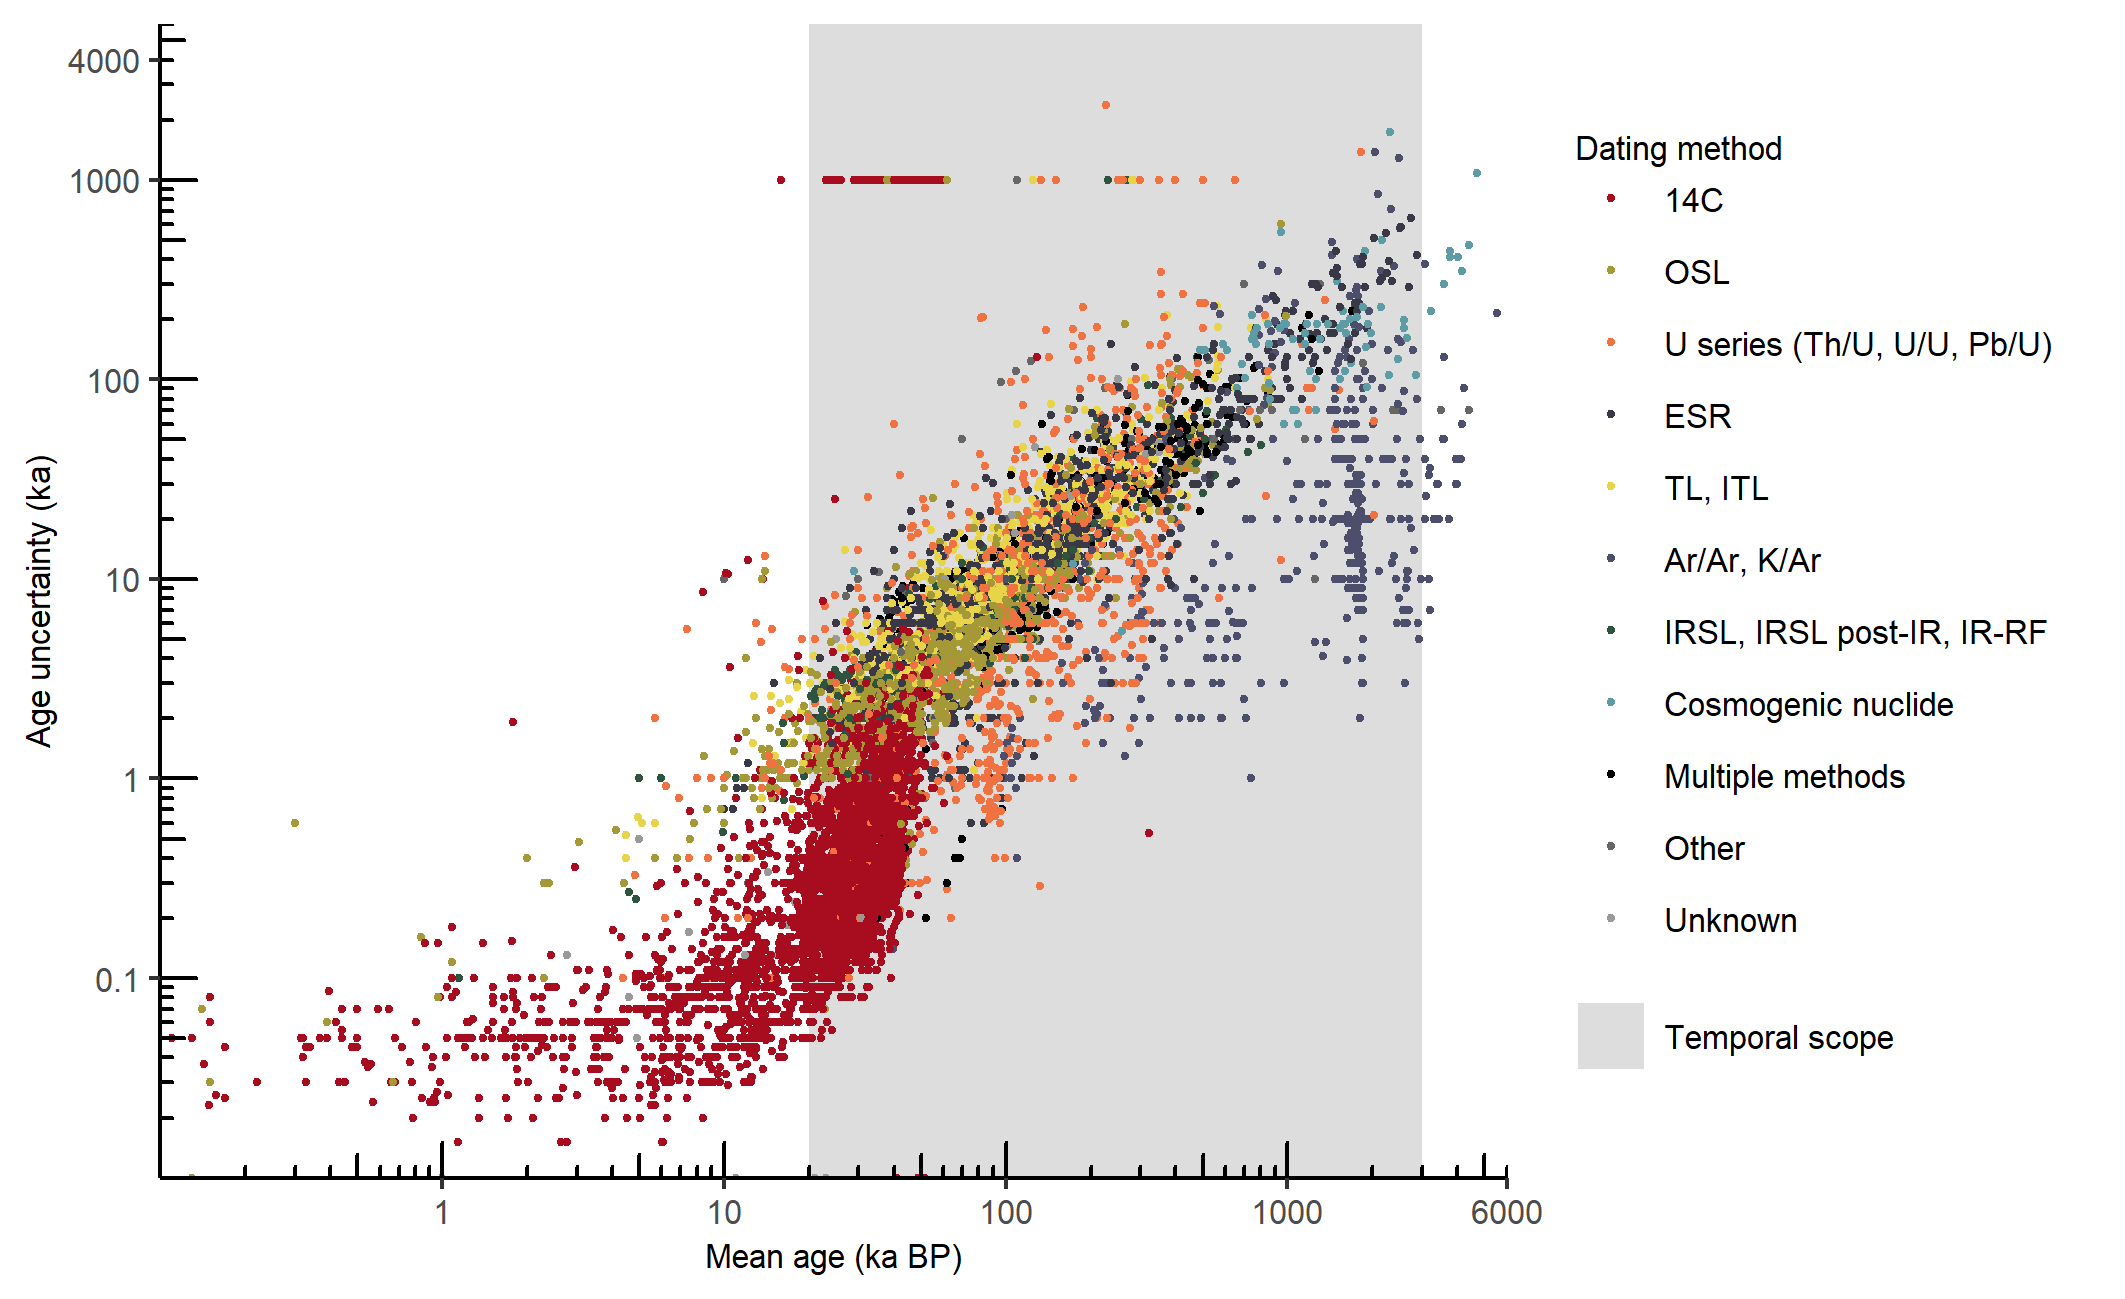 4000
1000
100
10
1
0.1
Age uncertainty (ka)
1
10
100
1000
6000
Mean age (ka BP)
Dating method
14C
OSL
U series (Th/U, U/U, Pb/U)
ESR
TL, ITL
Ar/Ar, K/Ar
IRSL, IRSL post-IR, IR-RF
Cosmogenic nuclide
Multiple methods
Other
Unknown
Temporal scope